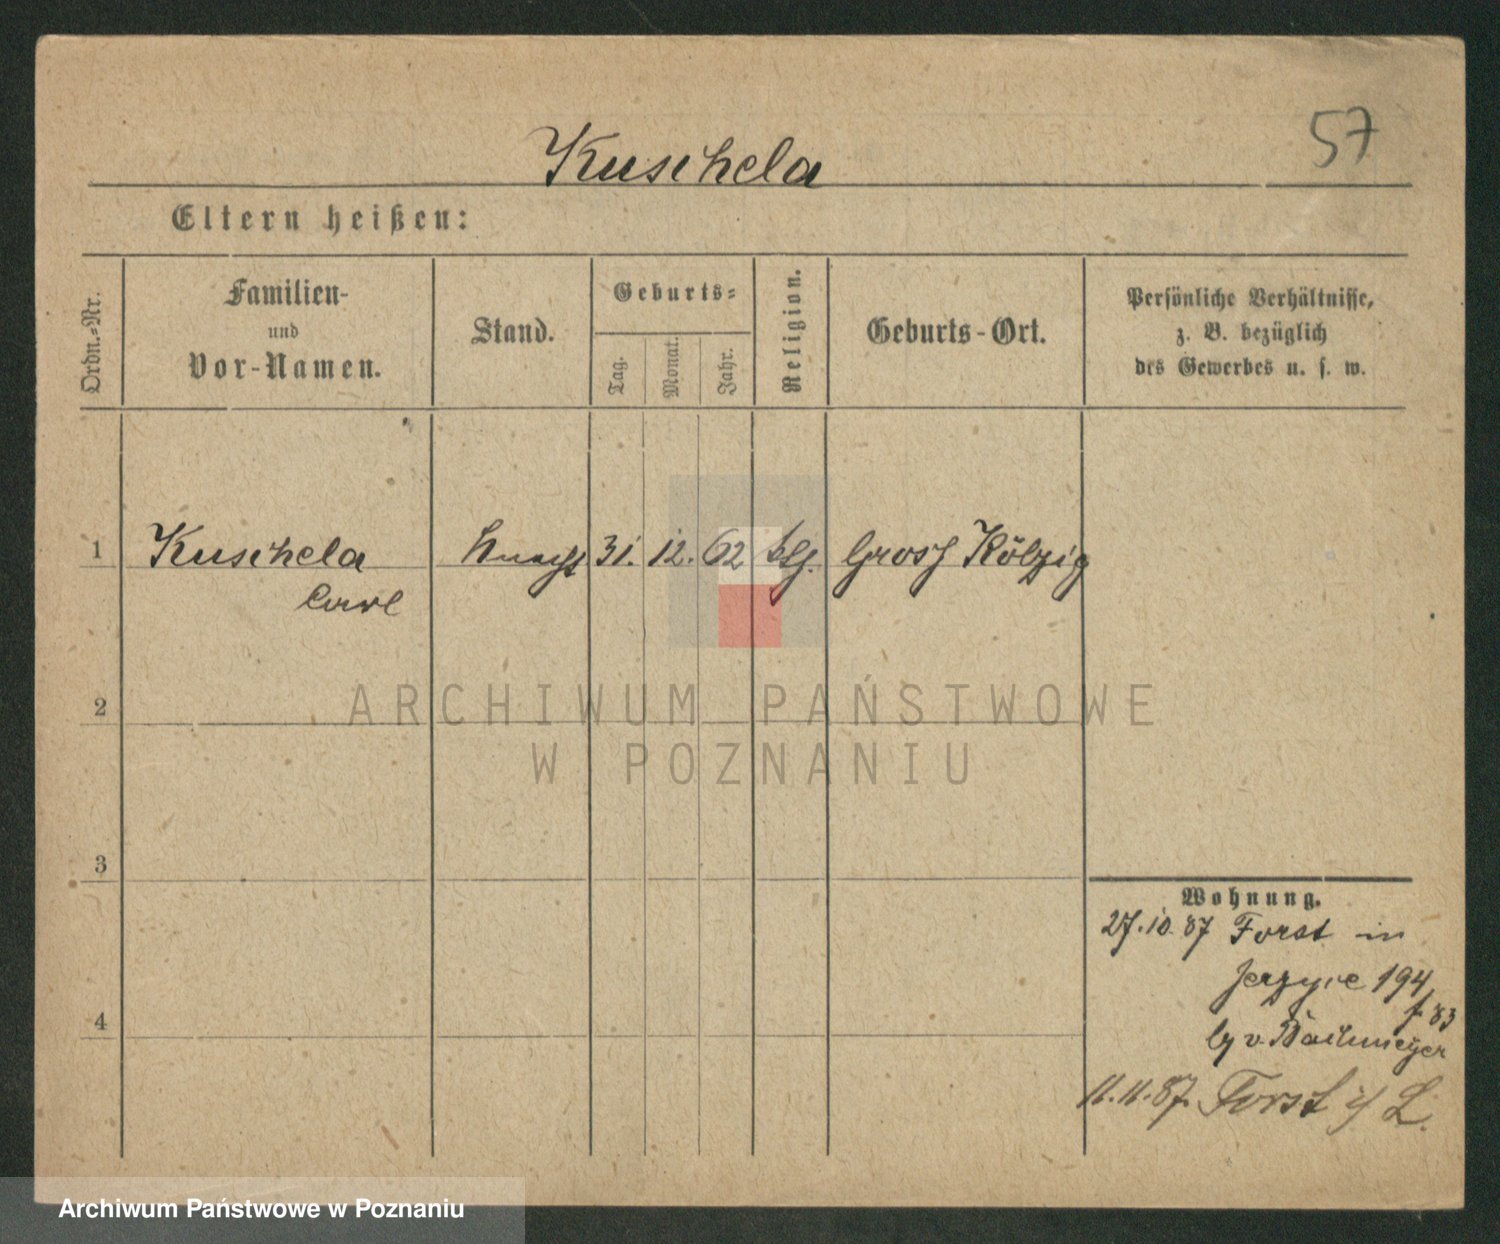 57
Kuschela
Eltern heißen:
Ordn.-Nr.
Familien-
und
Vor-Namen.
Stand.
Geburts-
Tag.
Monat.
Jahr.
Religion.
Geburts-Ort.
Persönliche Verhältnisse,
z. B. bezüglich
des Gewerbes u. s. w.
1 Kuschela Knecht 31. 12. 62 Gross Kölzig
Carl
2
3
4
Wohnung.
27.10.87 Forst in
194
v.
11.11.87. Forst i/ L.
ARCHIWUM PAŃSTWOWE
W POZNANIU
Archiwum Państwowe w Poznaniu